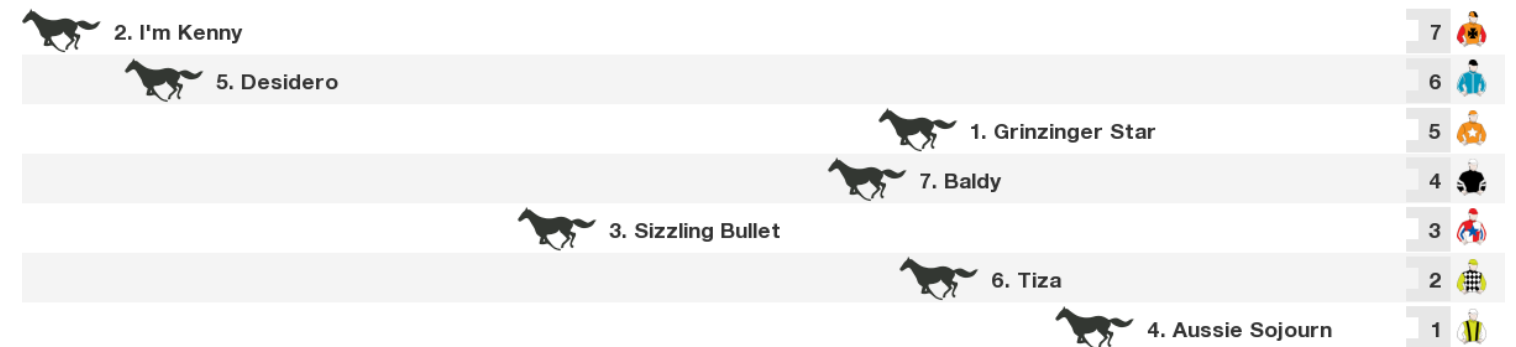 2. I'm Kenny 7
5. Desidero 6
1. Grinzinger Star 5
7. Baldy 4
3. Sizzling Bullet 3
6. Tiza 2
4. Aussie Sojourn 1